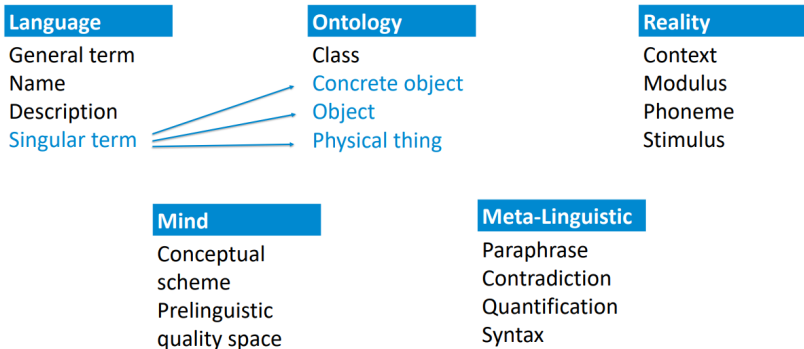 Language
General term
Name
Description
Singular term
Ontology
Class
Concrete object
Object
Physical thing
Reality
Context
Modulus
Phoneme
Stimulus
Mind
Conceptual
scheme
Prelinguistic
quality space
Meta-Linguistic
Paraphrase
Contradiction
Quantification
Syntax